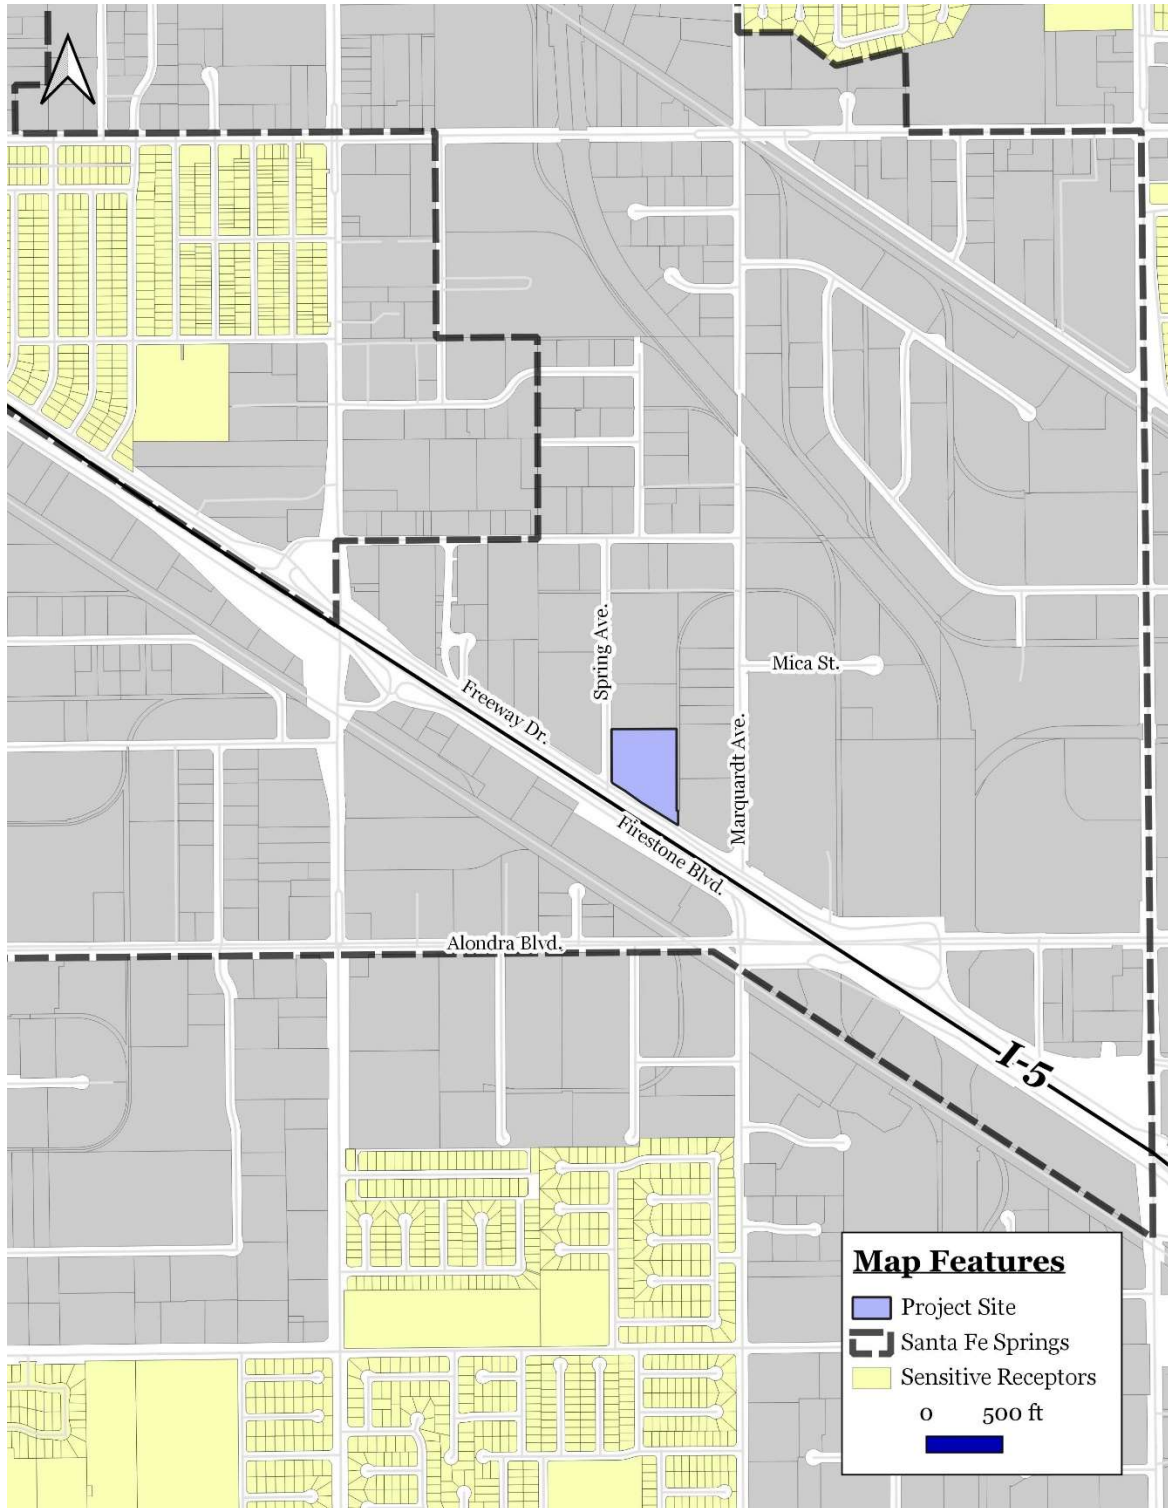 Spring Ave.
Mica St.
Freeway Dr.
Marquardt Ave.
Firestone Blvd.
Alondra Blvd.
I-5
Map Features
Project Site
Santa Fe Springs
Sensitive Receptors
0 500 ft